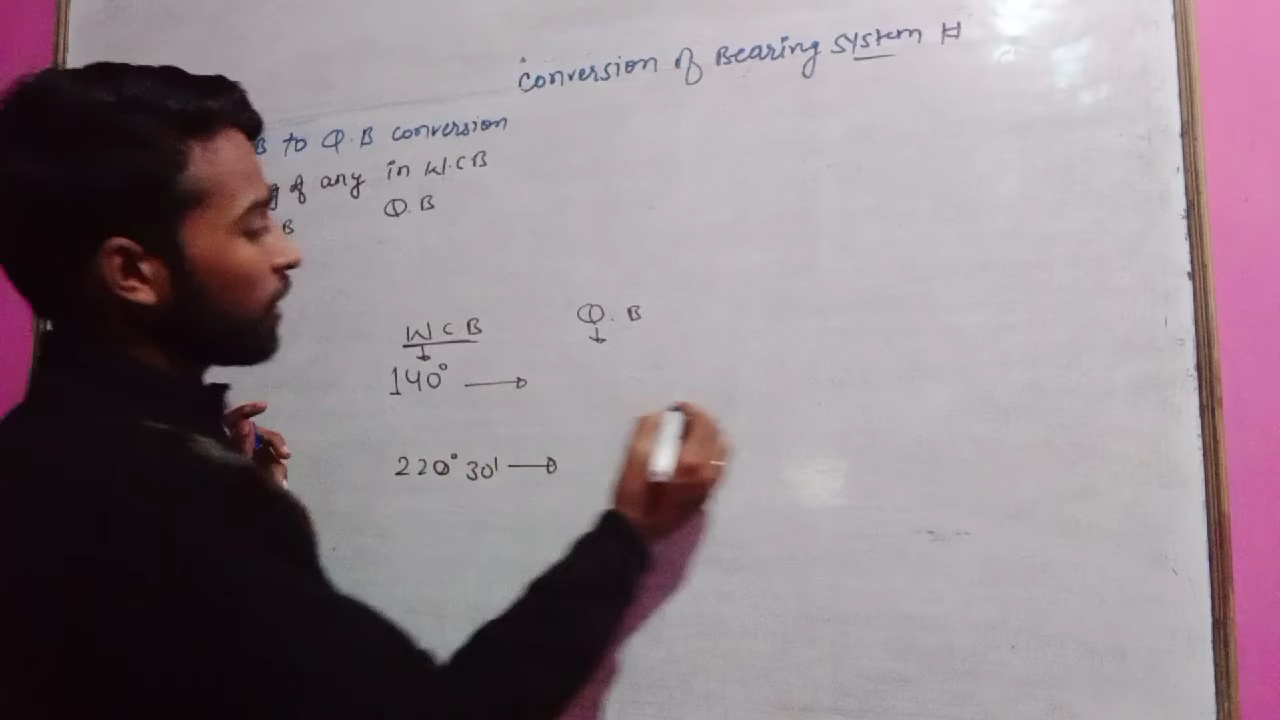 conversion of Bearing system #
B to Q.B conversion
of any in W.C.B
B Q.B
W C B Q. B
140° →
220° 30' →